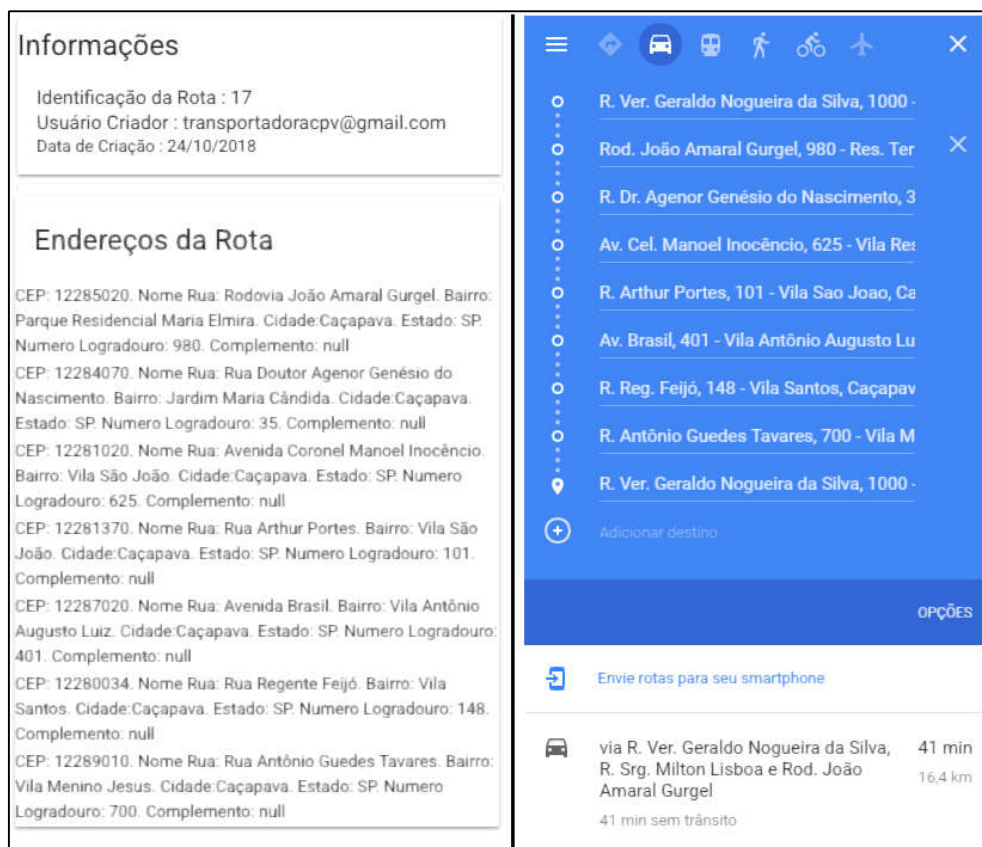 Informações
Identificação da Rota : 17
Usuário Criador : transportadoracpv@gmail.com
Data de Criação : 24/10/2018
Endereços da Rota
CEP: 12285020. Nome Rua: Rodovia João Amaral Gurgel. Bairro:
Parque Residencial Maria Elmira. Cidade:Caçapava. Estado: SP.
Numero Logradouro: 980. Complemento: null
CEP: 12284070. Nome Rua: Rua Doutor Agenor Genésio do
Nascimento. Bairro: Jardim Maria Cândida. Cidade:Caçapava.
Estado: SP. Numero Logradouro: 35. Complemento: null
CEP: 12281020. Nome Rua: Avenida Coronel Manoel Inocêncio.
Bairro: Vila São João. Cidade:Caçapava. Estado: SP. Numero
Logradouro: 625. Complemento: null
CEP: 12281370. Nome Rua: Rua Arthur Portes. Bairro: Vila São
João. Cidade:Caçapava. Estado: SP. Numero Logradouro: 101.
Complemento: null
CEP: 12287020. Nome Rua: Avenida Brasil. Bairro: Vila Antônio
Augusto Luiz. Cidade:Caçapava. Estado: SP. Numero Logradouro:
401. Complemento: null
CEP: 12280034. Nome Rua: Rua Regente Feijó. Bairro: Vila
Santos. Cidade:Caçapava. Estado: SP. Numero Logradouro: 148.
Complemento: null
CEP: 12289010. Nome Rua: Rua Antônio Guedes Tavares. Bairro:
Vila Menino Jesus. Cidade:Caçapava. Estado: SP. Numero
Logradouro: 700. Complemento: null
R. Ver. Geraldo Nogueira da Silva, 1000 -
Rod. João Amaral Gurgel, 980 - Res. Ter
R. Dr. Agenor Genésio do Nascimento, 3
Av. Cel. Manoel Inocêncio, 625 - Vila Res
R. Arthur Portes, 101 - Vila Sao Joao, Ca
Av. Brasil, 401 - Vila Antônio Augusto Lu
R. Reg. Feijó, 148 - Vila Santos, Caçapav
R. Antônio Guedes Tavares, 700 - Vila M
R. Ver. Geraldo Nogueira da Silva, 1000 -
Adicionar destino
OPÇÕES
Envie rotas para seu smartphone
via R. Ver. Geraldo Nogueira da Silva, 41 min
R. Srg. Milton Lisboa e Rod. João 16,4 km
Amaral Gurgel
41 min sem trânsito